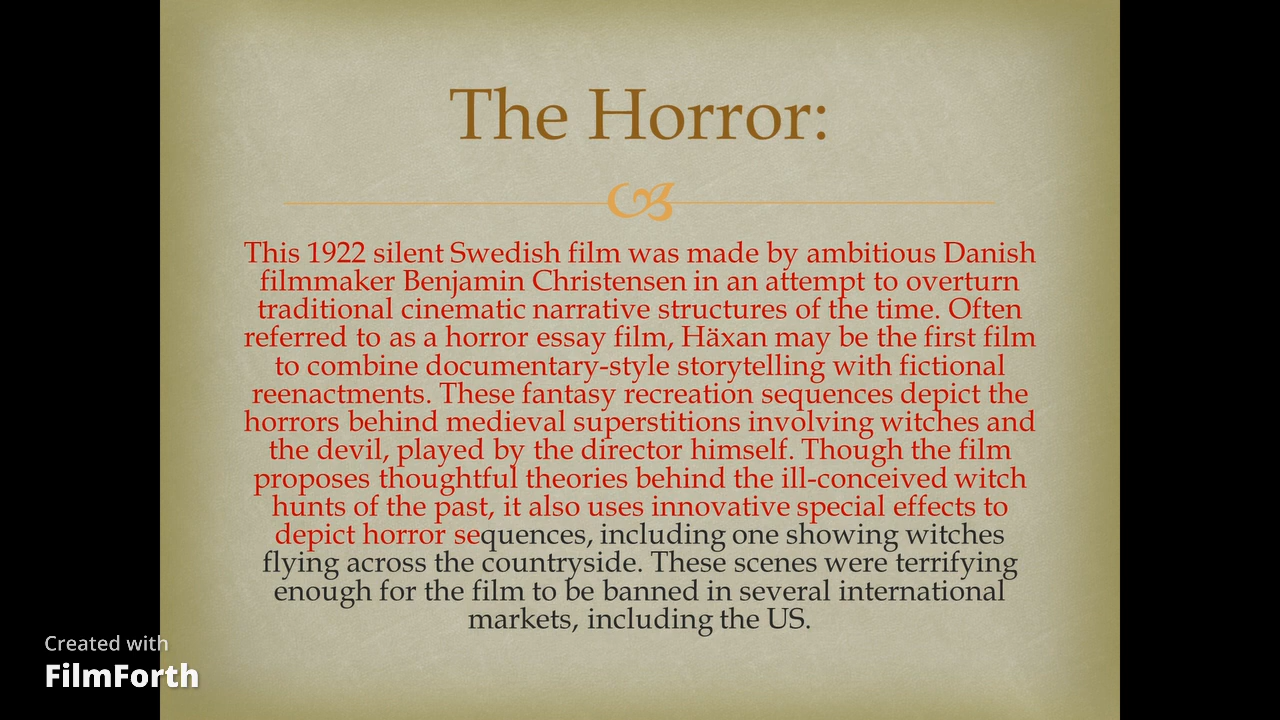 The Horror:
This 1922 silent Swedish film was made by ambitious Danish
filmmaker Benjamin Christensen in an attempt to overturn
traditional cinematic narrative structures of the time. Often
referred to as a horror essay film, Häxan may be the first film
to combine documentary-style storytelling with fictional
reenactments. These fantasy recreation sequences depict the
horrors behind medieval superstitions involving witches and
the devil, played by the director himself. Though the film
proposes thoughtful theories behind the ill-conceived witch
hunts of the past, it also uses innovative special effects to
depict horror sequences, including one showing witches
flying across the countryside. These scenes were terrifying
enough for the film to be banned in several international
markets, including the US.
Created with
FilmForth